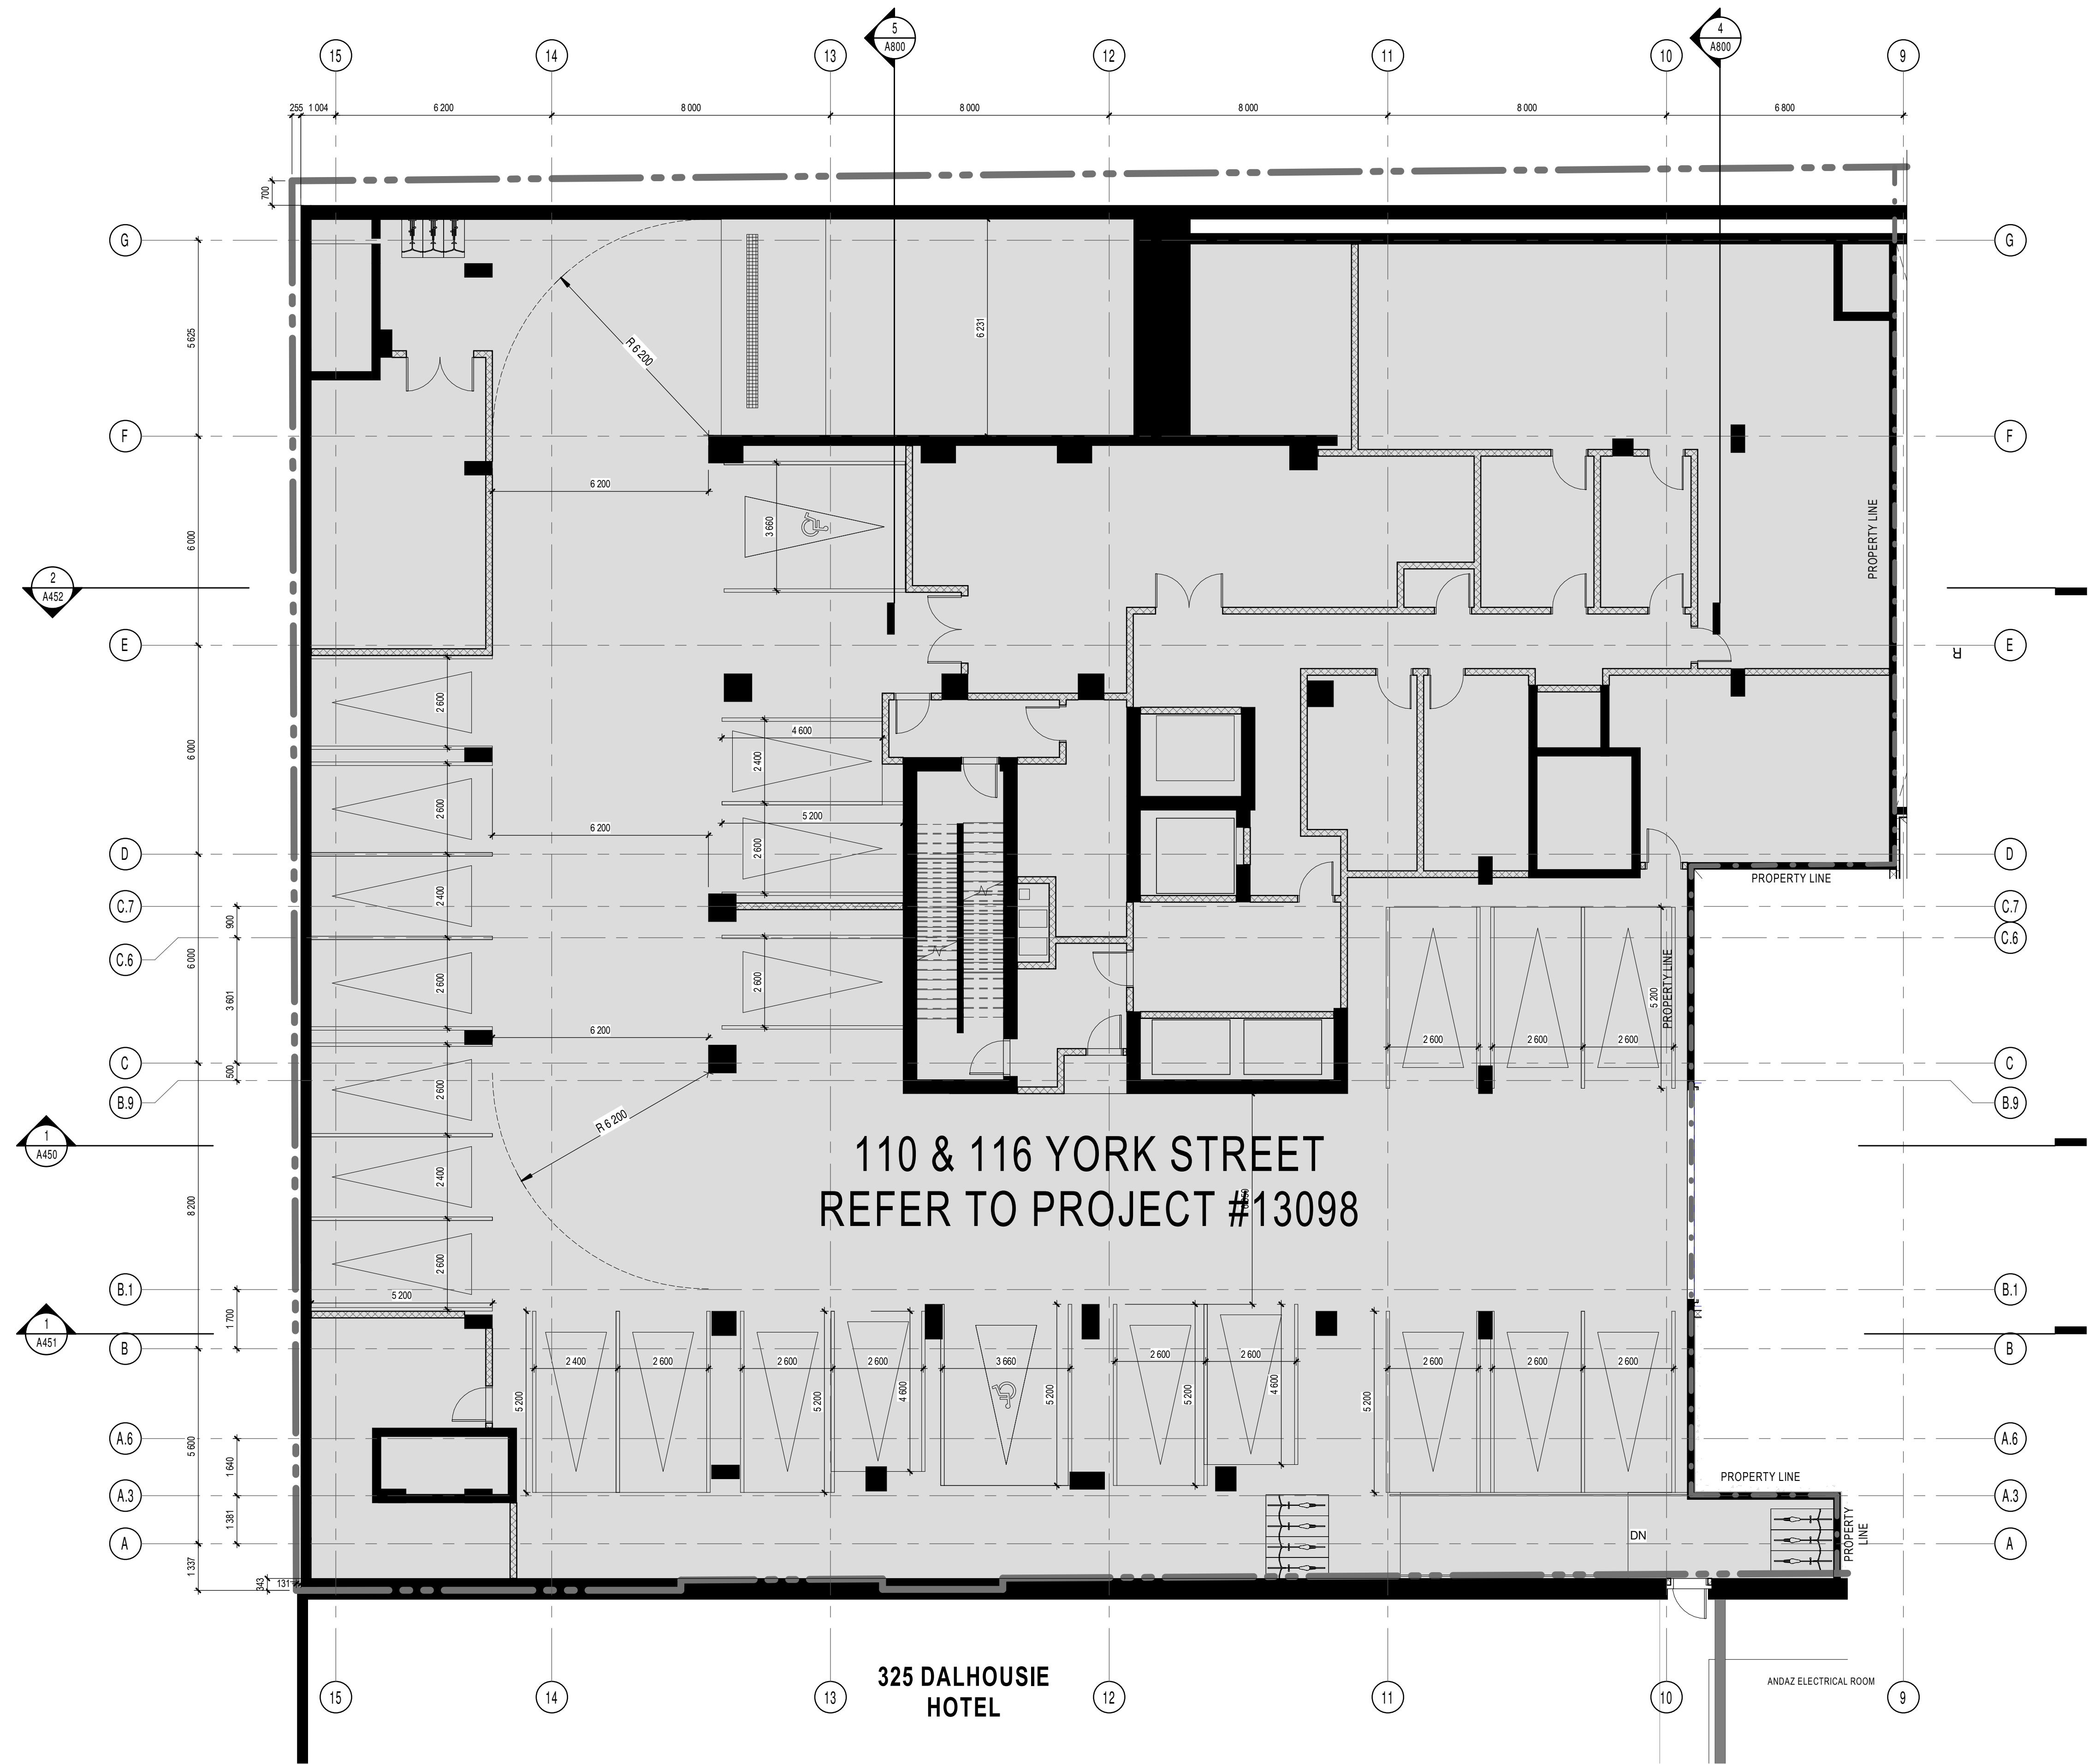 5
A800
4
A800
15
14
13
12
11
10
9
255
1 004
6 200
8 000
8 000
8 000
8 000
6 800
700
G
G
5 625
6 231
R 6 200
F
F
6 200
3 660
PROPERTY LINE
6 000
2
A452
E
E
R
2 600
4 600
2 400
6 000
2 600
5 200
6 200
2 600
D
D
PROPERTY LINE
2 400
C.7
C.7
900
C.6
C.6
6 000
2 600
2 600
3 601
5 200
PROPERTY LINE
6 200
2 600
2 600
2 600
C
C
500
B.9
B.9
2 600
R 6 200
1
A450
110 & 116 YORK STREET
REFER TO PROJECT #13098
2 400
8 200
2 600
B.1
B.1
5 200
1 700
1
A451
B
B
2 400
2 600
2 600
2 600
3 660
2 600
2 600
2 600
2 600
2 600
5 200
5 200
4 600
5 200
5 200
4 600
5 200
A.6
A.6
5 600
1 640
PROPERTY LINE
A.3
A.3
1 381
DN
A
A
PROPERTY
LINE
1 337
343
131
325 DALHOUSIE
HOTEL
ANDAZ ELECTRICAL ROOM
15
14
13
12
11
10
9